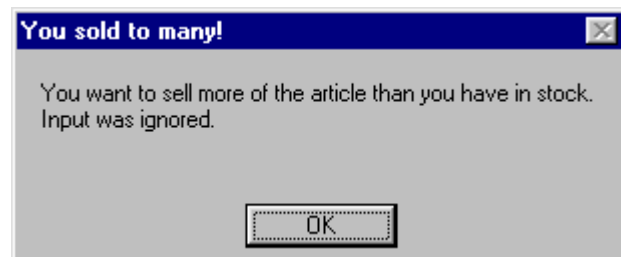 You sold to many!
You want to sell more of the article than you have in stock.
Input was ignored.
OK